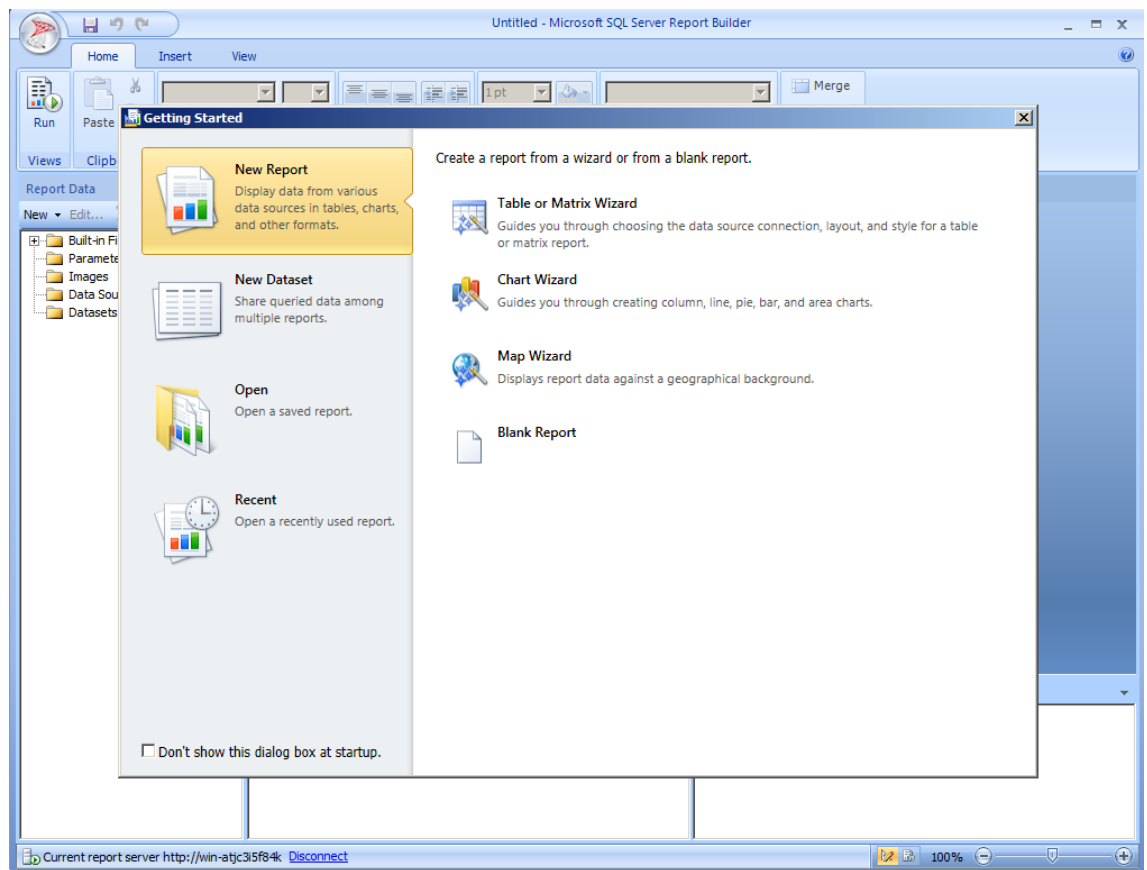 Untitled - Microsoft SQL Server Report Builder
Home Insert View
Run Paste 1 pt Merge
Views Clipb
Getting Started
Report Data
New Edit...
Built-in Fi
Paramete
Images
Data Sou
Datasets
New Report
Display data from various
data sources in tables, charts,
and other formats.
New Dataset
Share queried data among
multiple reports.
Open
Open a saved report.
Recent
Open a recently used report.
Don't show this dialog box at startup.
Create a report from a wizard or from a blank report.
Table or Matrix Wizard
Guides you through choosing the data source connection, layout, and style for a table
or matrix report.
Chart Wizard
Guides you through creating column, line, pie, bar, and area charts.
Map Wizard
Displays report data against a geographical background.
Blank Report
Current report server http://win-atjc3i5f84k Disconnect 100%